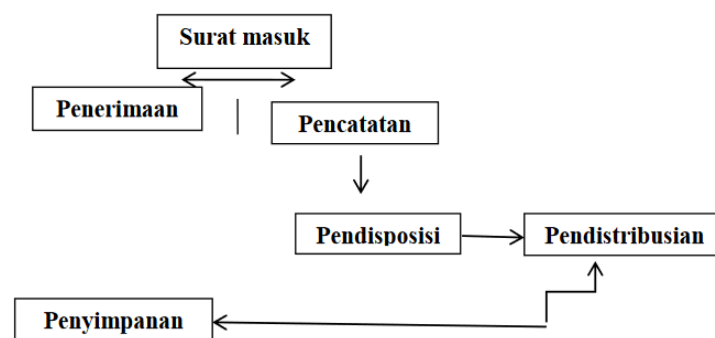 Surat masuk
Penerimaan
Pencatatan
Pendisposisi
Pendistribusian
Penyimpanan